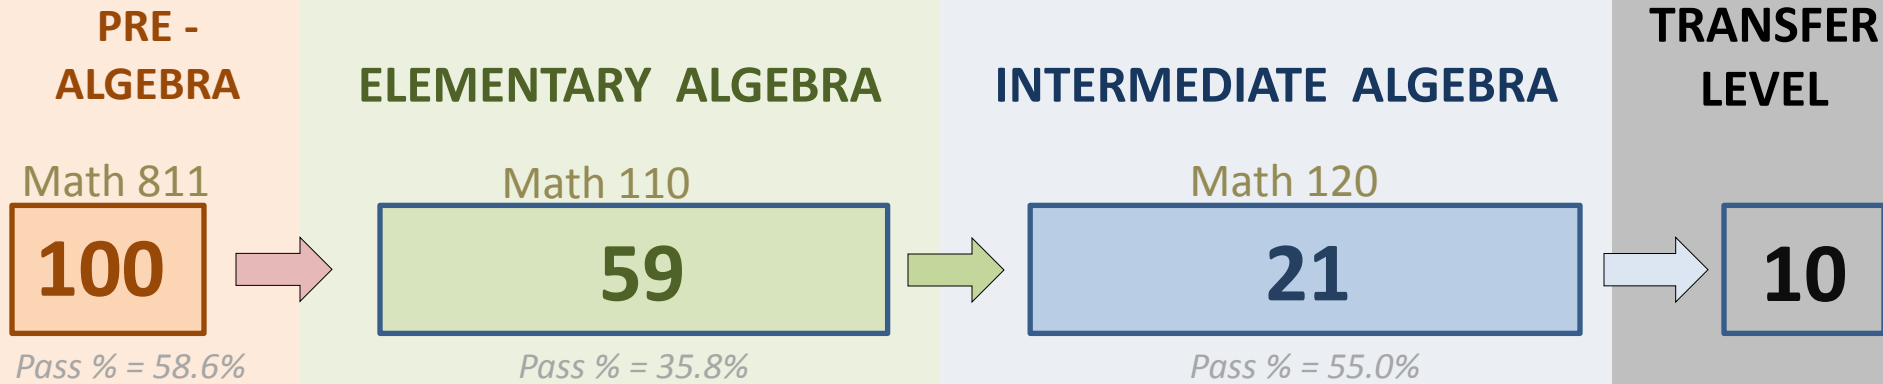 PRE -
ALGEBRA
Math 811
100
Pass % = 58.6%
ELEMENTARY ALGEBRA
Math 110
59
Pass % = 35.8%
INTERMEDIATE ALGEBRA
Math 120
21
Pass % = 55.0%
TRANSFER
LEVEL
10